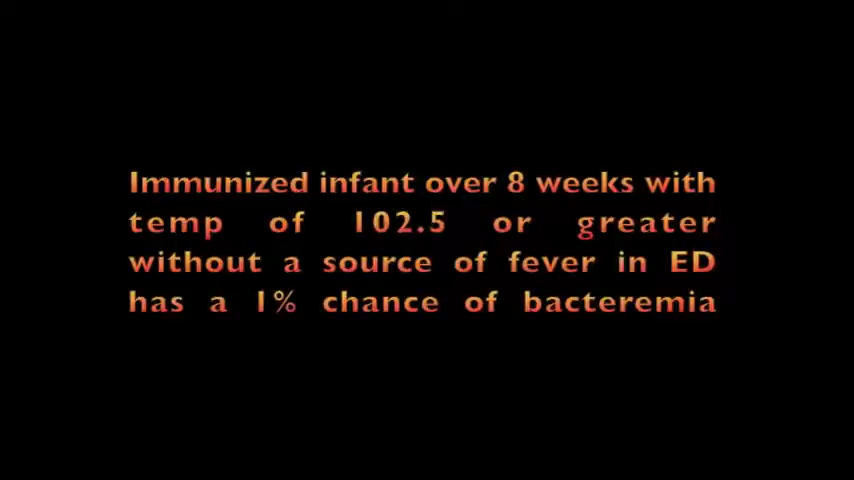 Immunized infant over 8 weeks with
temp of 102.5 or greater
without a source of fever in ED
has a 1% chance of bacteremia